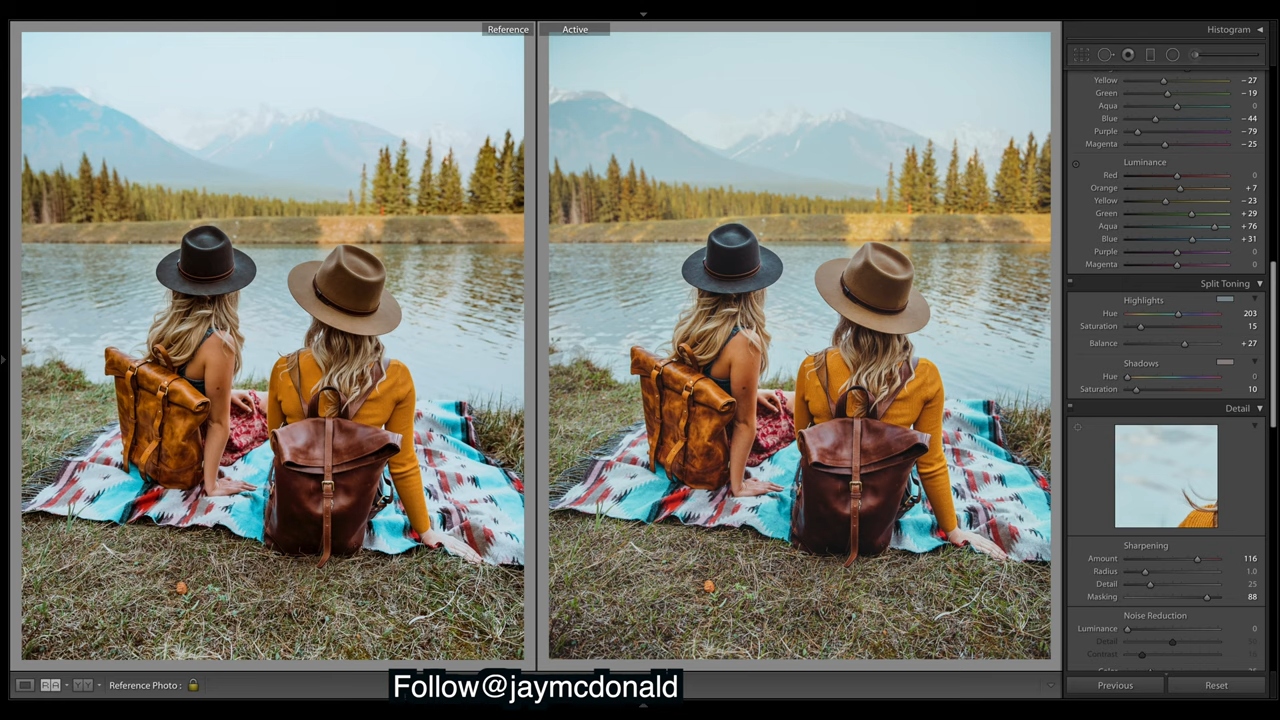 Reference
Active
Histogram
Yellow - 27
Green - 19
Aqua 0
Blue - 44
Purple - 79
Magenta - 25
Luminance
Red 0
Orange + 7
Yellow - 23
Green + 29
Aqua + 76
Blue + 31
Purple 0
Magenta 0
Split Toning
Highlights
Hue 203
Saturation 15
Balance + 27
Shadows
Hue 0
Saturation 10
Detail
Sharpening
Amount 116
Radius 1.0
Detail 25
Masking 88
Noise Reduction
Luminance 0
Detail
Contrast
Reference Photo :
Follow@jaymcdonald
Previous
Reset